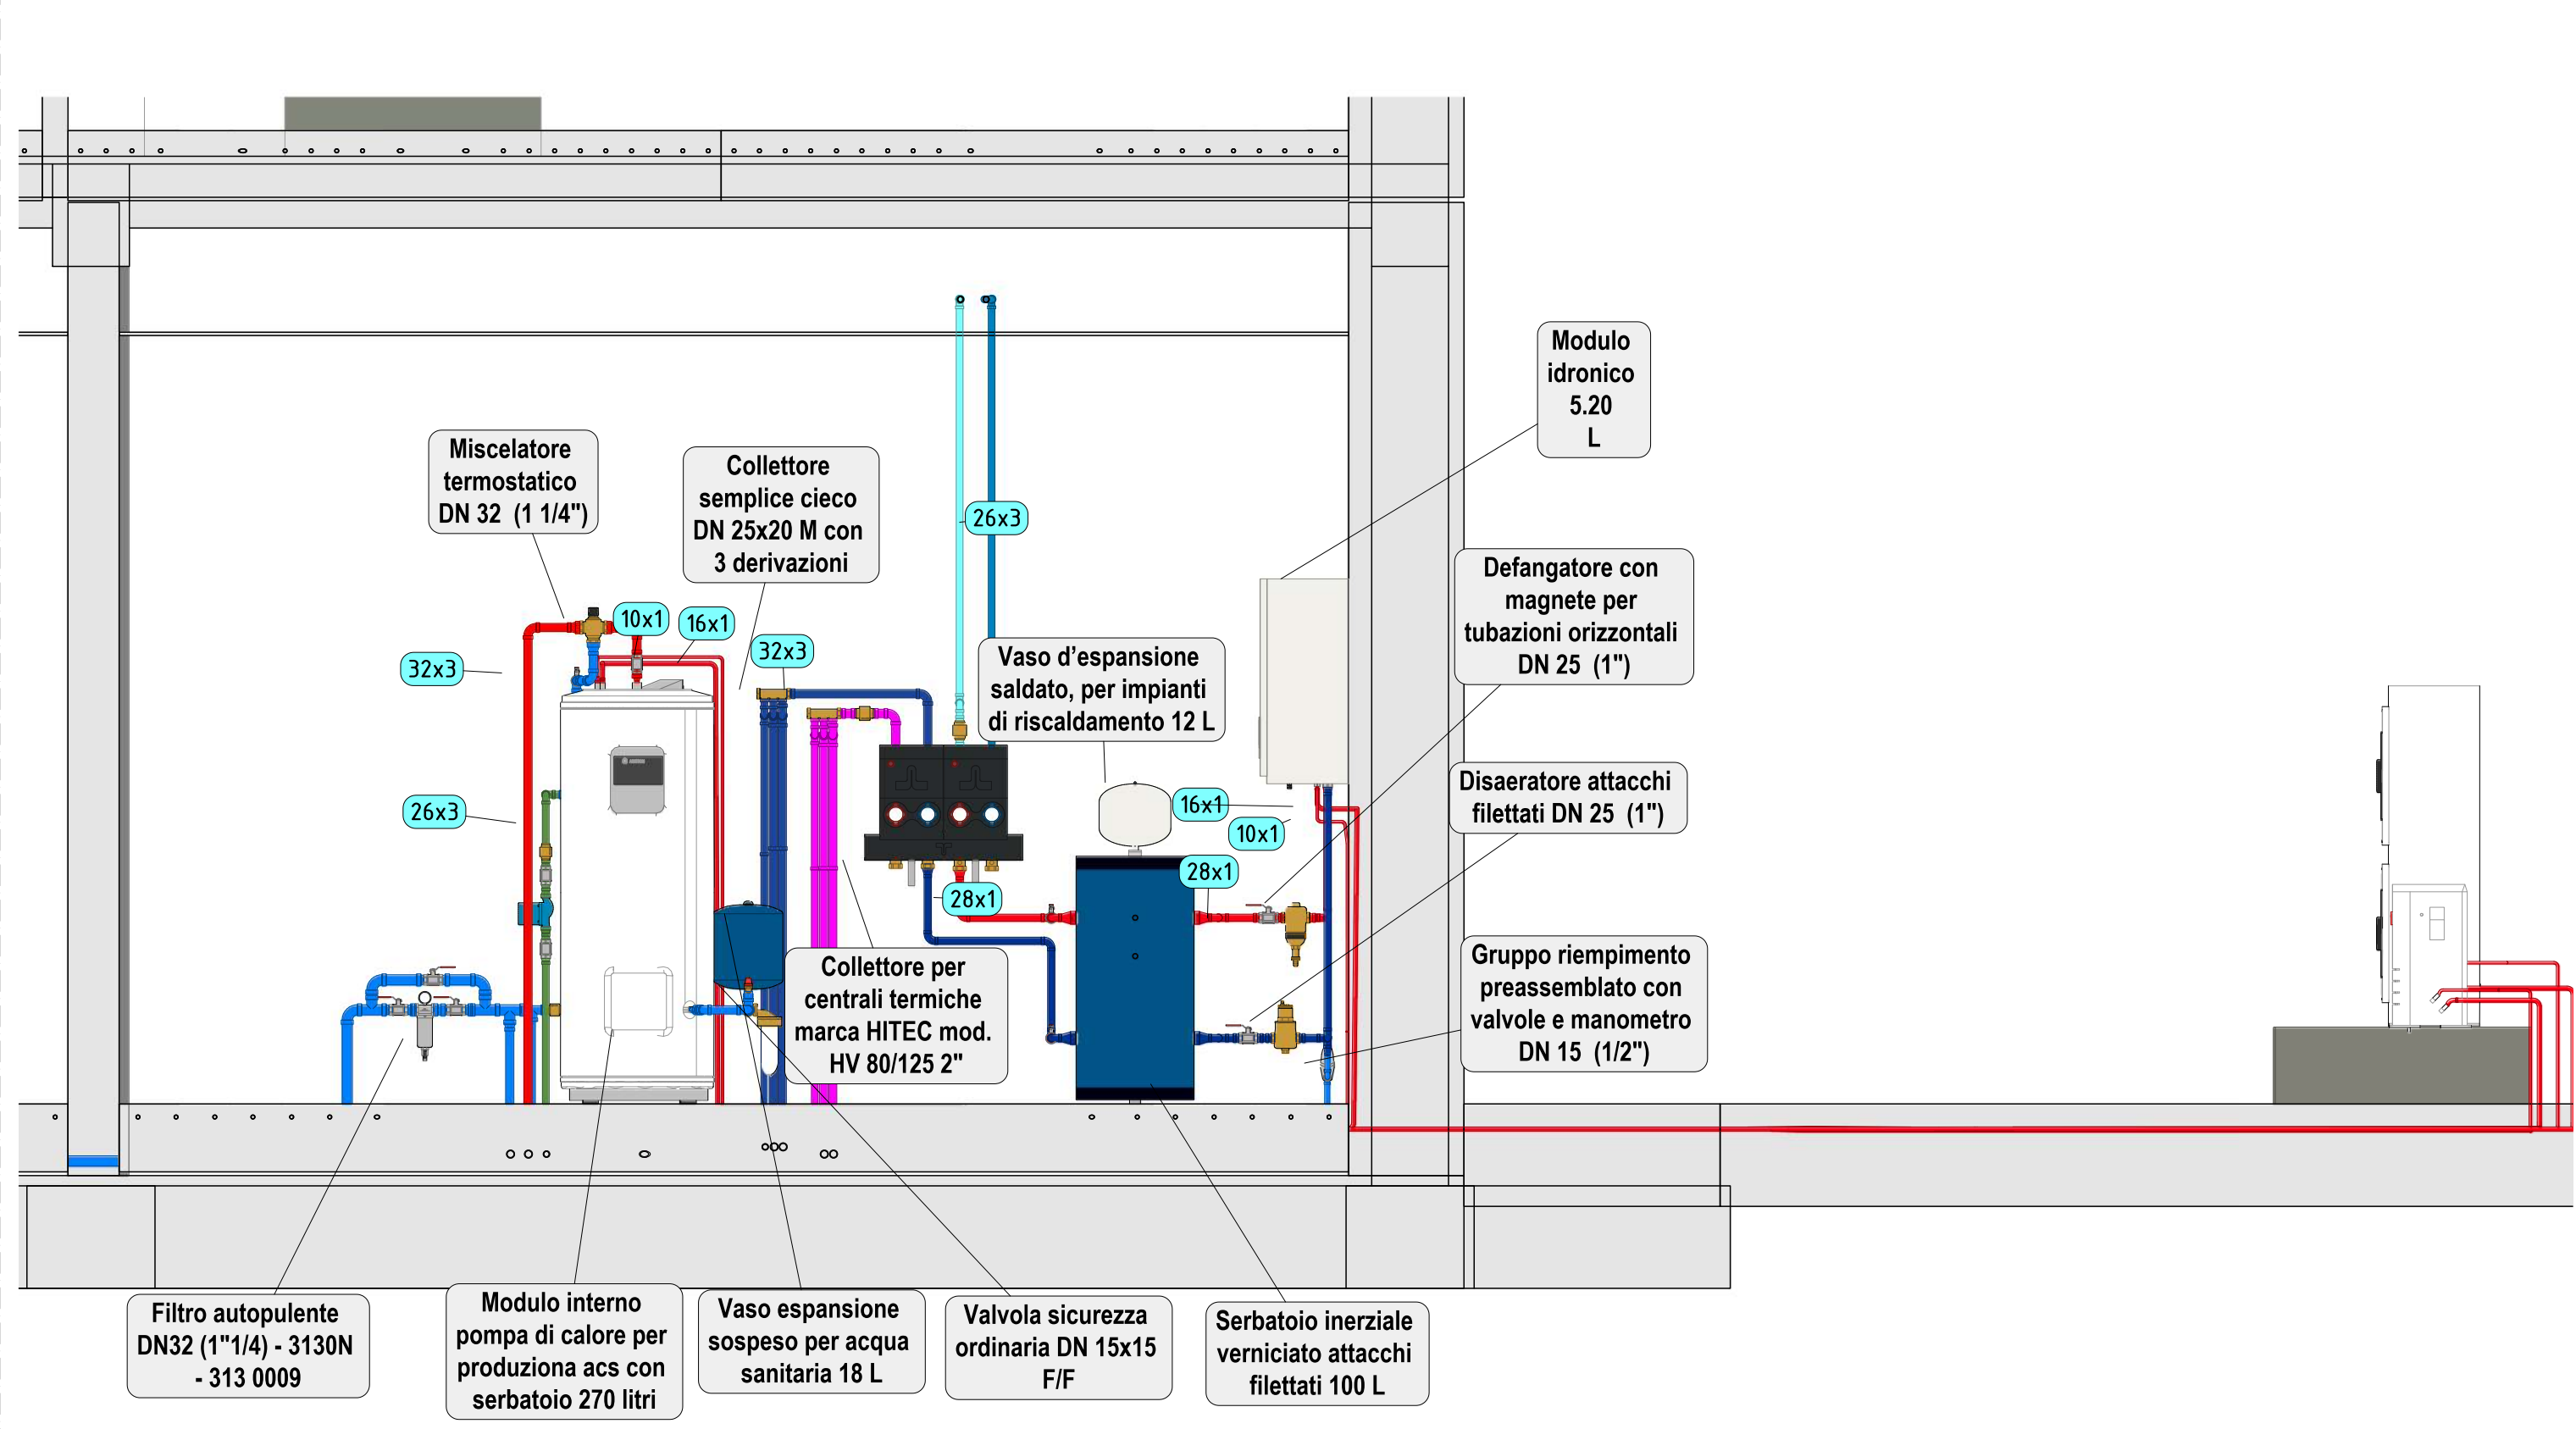 Modulo
idronico
5.20
L
Miscelatore
termostatico
DN 32  (1 1/4")
Collettore
semplice cieco
DN 25x20 M con
3 derivazioni
26x3
Defangatore con
magnete per
tubazioni orizzontali
DN 25  (1")
10x1
16x1
32x3
32x3
Vaso d'espansione
saldato, per impianti
di riscaldamento 12 L
Disaeratore attacchi
filettati DN 25  (1")
26x3
16x1
10x1
28x1
28x1
Collettore per
centrali termiche
marca HITEC mod.
HV 80/125 2"
Gruppo riempimento
preassemblato con
valvole e manometro
DN 15  (1/2")
Filtro autopulente
DN32 (1"1/4) - 3130N
- 313 0009
Modulo interno
pompa di calore per
produziona acs con
serbatoio 270 litri
Vaso espansione
sospeso per acqua
sanitaria 18 L
Valvola sicurezza
ordinaria DN 15x15
F/F
Serbatoio inerziale
verniciato attacchi
filettati 100 L